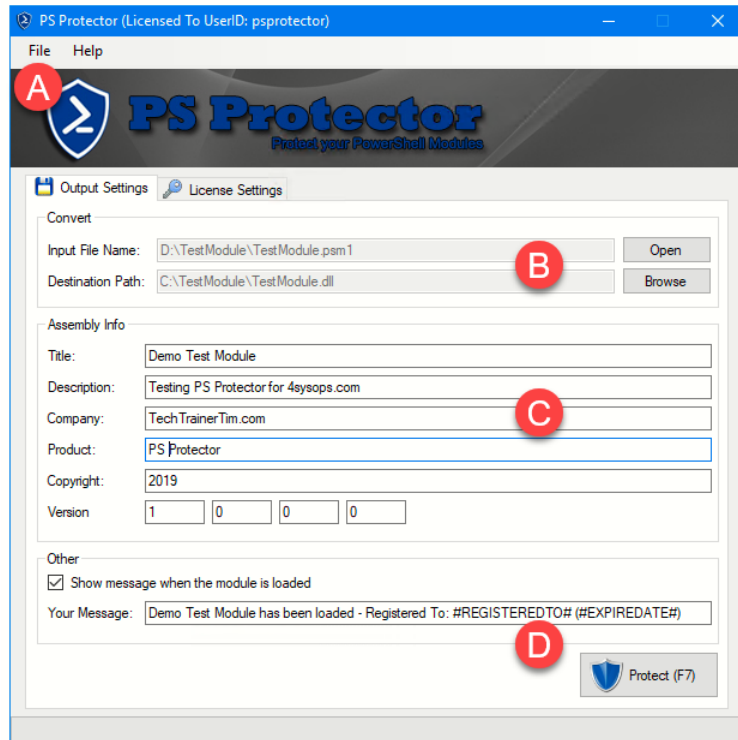 PS Protector (Licensed To UserID: psprotector)
File Help
A
PS Protector
Protect your PowerShell Modules
Output Settings License Settings
Convert
Input File Name: D:\TestModule\TestModule.psm1 Open
B
Destination Path: C:\TestModule\TestModule.dll Browse
Assembly Info
Title: Demo Test Module
Description: Testing PS Protector for 4sysops.com
Company: TechTrainerTim.com
C
Product: PS Protector
Copyright: 2019
Version 1 0 0 0
Other
Show message when the module is loaded
Your Message: Demo Test Module has been loaded - Registered To: #REGISTEREDTO# (#EXPIREDATE#)
D
Protect (F7)